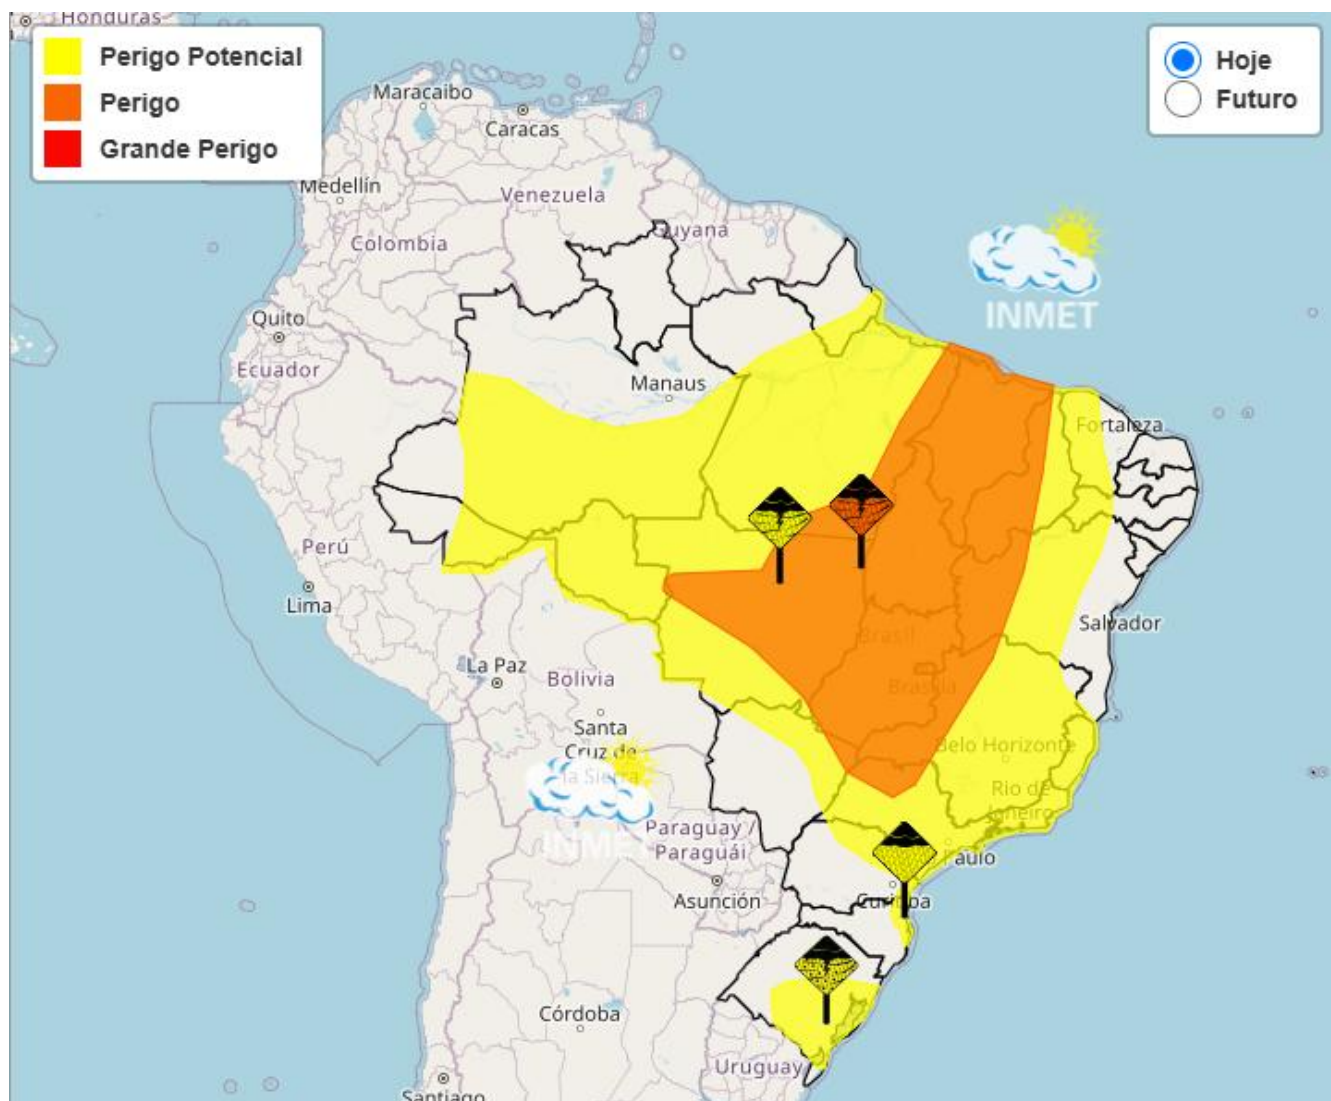 Honduras
Perigo Potencial
Perigo
Grande Perigo
Hoje
Futuro
Maracaibo
Caracas
Medellín
Venezuela
Guyana
Colombia
INMET
Quito
Ecuador
Manaus
Fortaleza
Perú
Lima
Salvador
Brasil
La Paz
Bolivia
Brasília
Santa
Cruz de
la Sierra
Belo Horizonte
Rio de
Janeiro
INMET
Paraguay /
Paraguái
Paulo
Asunción
Curitiba
Córdoba
Uruguay
Santiago